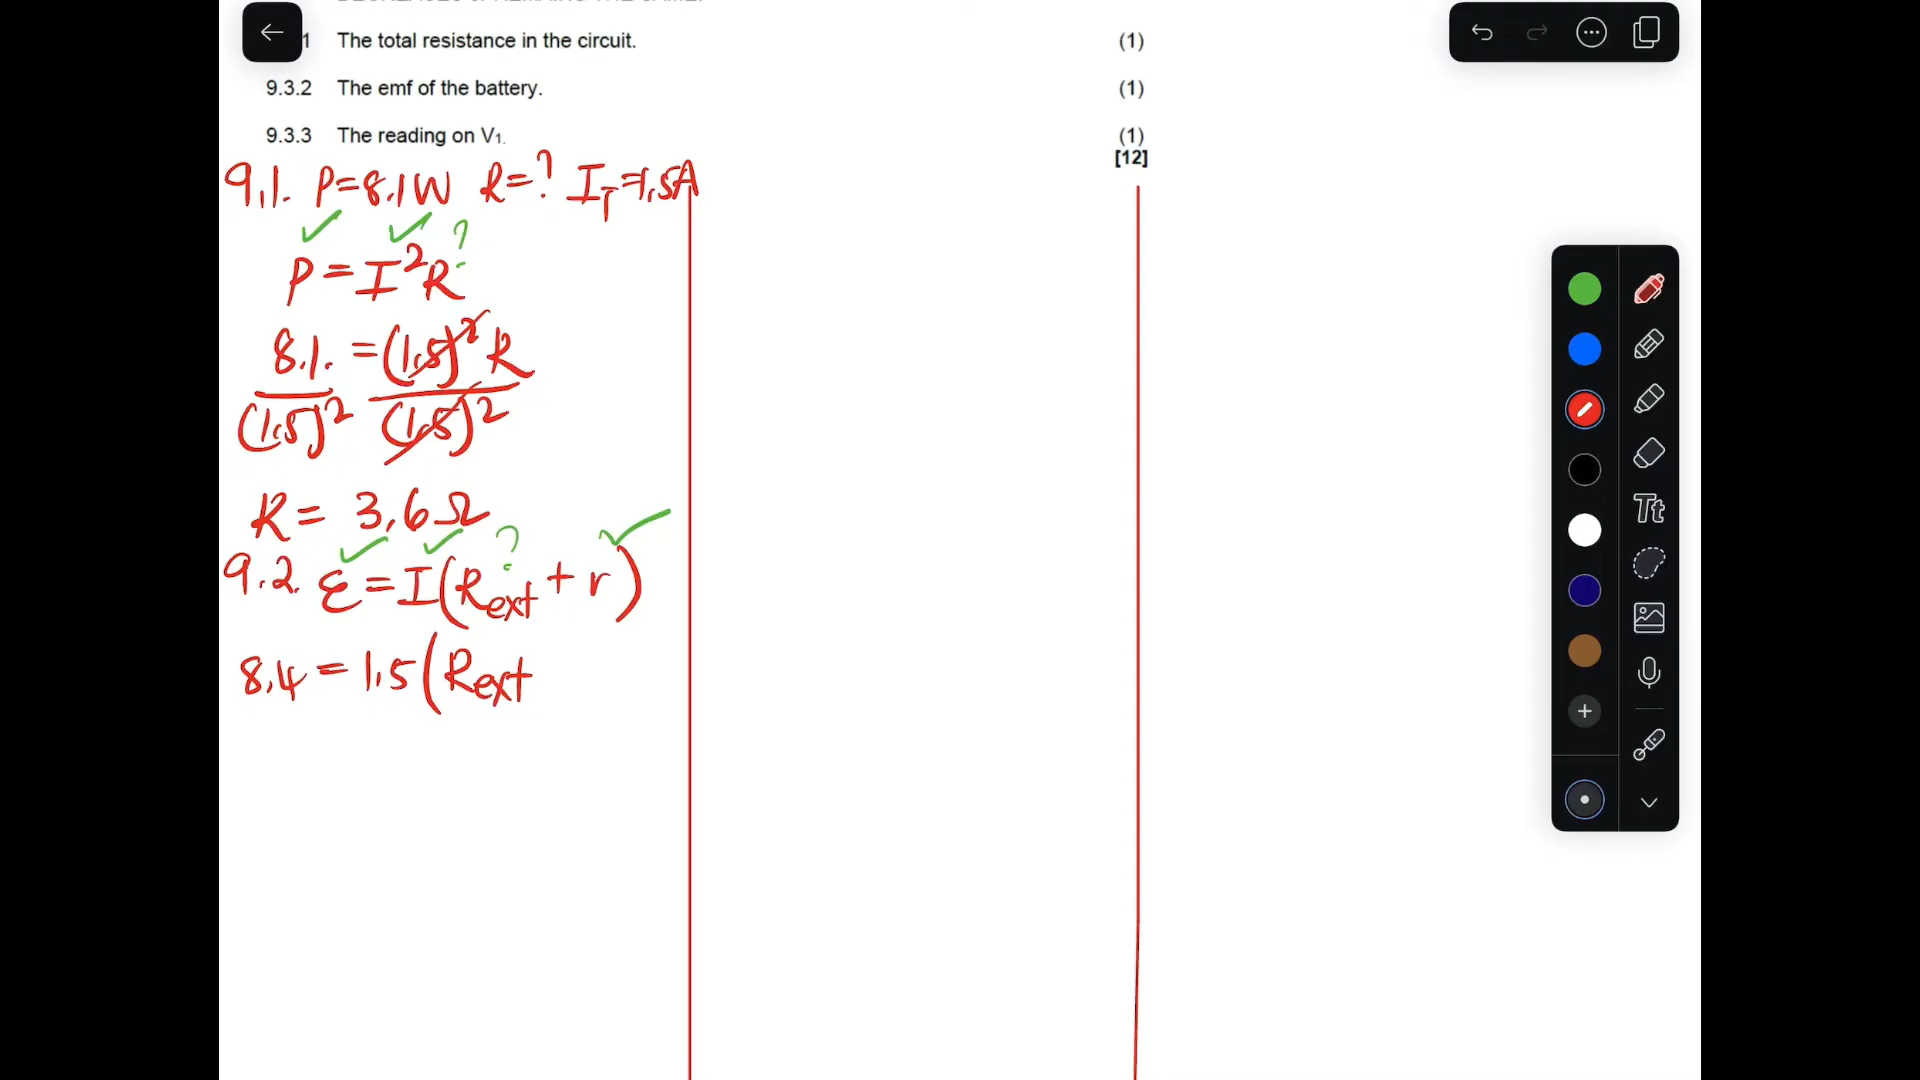 1 The total resistance in the circuit. (1)
9.3.2 The emf of the battery. (1)
9.3.3 The reading on V1. (1)
[12]
9.1. P=8.1W R=? IT=1.5A
P=I²R ?
8.1. =(1.5)² R
(1.5)² (1.5)²
R= 3,6Ω
?
9.2. ε=I(Rext + r)
8.4 = 1.5(Rext
Tt